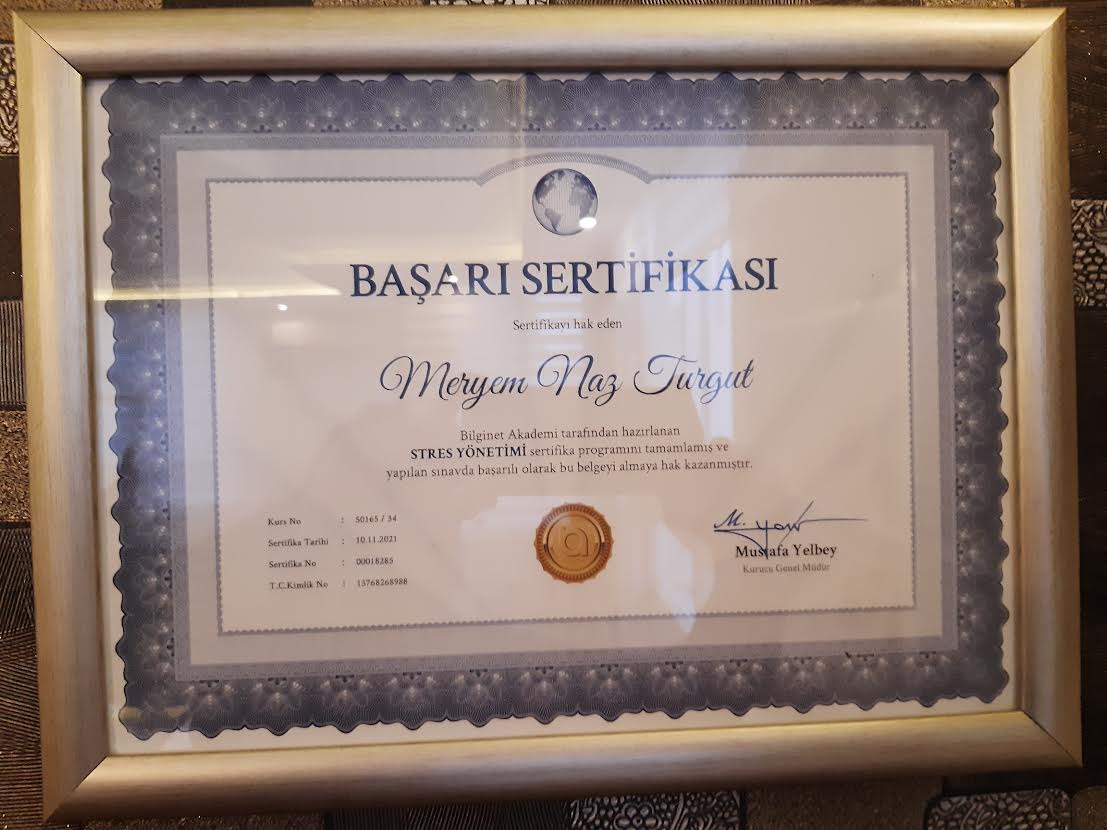 BAŞARI SERTİFİKASI
Sertifikayı hak eden
Meryem Naz Turgut
Bilginet Akademi tarafından hazırlanan
STRES YÖNETİMİ sertifika programını tamamlamış ve
yapılan sınavda başarılı olarak bu belgeyi almaya hak kazanmıştır.
Kurs No : 50165 / 34
Sertifika Tarihi : 10.11.2021
Sertifika No : 00018285
T.C.Kimlik No : 13768268988
a
Mustafa Yelbey
Kurucu Genel Müdür